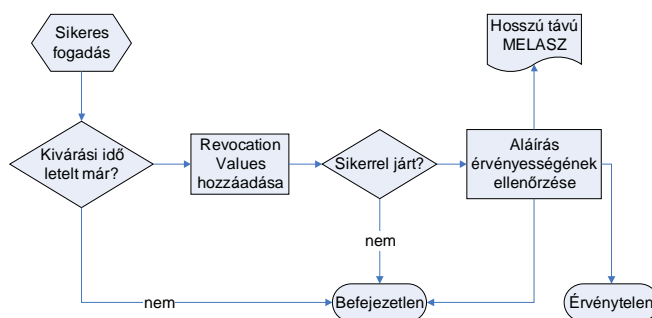 Sikeres
fogadás
Hosszú távú
MELASZ
Kivárási idő
letelt már?
Revocation
Values
hozzáadása
Sikerrel járt?
Aláírás
érvényességének
ellenőrzése
nem
nem
Befejezetlen
Érvénytelen